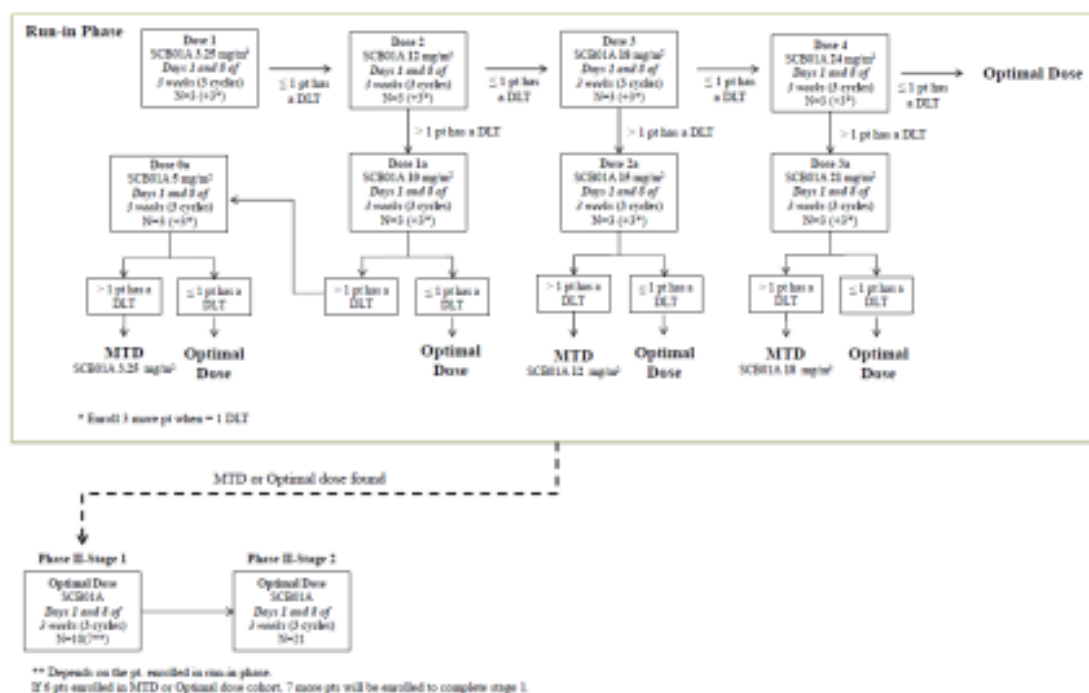 Run-in Phase
Dose 1
SCB01A 3.25 mg/m²
Days 1 and 8 of
3 weeks (3 cycles)
N=3 (+3*)
≤ 1 pt has
a DLT
Dose 2
SCB01A 12 mg/m²
Days 1 and 8 of
3 weeks (3 cycles)
N=3 (+3*)
≤ 1 pt has
a DLT
Dose 3
SCB01A 18 mg/m²
Days 1 and 8 of
3 weeks (3 cycles)
N=3 (+3*)
≤ 1 pt has
a DLT
Dose 4
SCB01A 24 mg/m²
Days 1 and 8 of
3 weeks (3 cycles)
N=3 (+3*)
≤ 1 pt has
a DLT
Optimal Dose
> 1 pt has a DLT
> 1 pt has a DLT
> 1 pt has a DLT
Dose 0a
SCB01A 5 mg/m²
Days 1 and 8 of
3 weeks (3 cycles)
N=3 (+3*)
Dose 1a
SCB01A 10 mg/m²
Days 1 and 8 of
3 weeks (3 cycles)
N=3 (+3*)
Dose 2a
SCB01A 15 mg/m²
Days 1 and 8 of
3 weeks (3 cycles)
N=3 (+3*)
Dose 3a
SCB01A 21 mg/m²
Days 1 and 8 of
3 weeks (3 cycles)
N=3 (+3*)
> 1 pt has a
DLT
≤ 1 pt has a
DLT
> 1 pt has a
DLT
≤ 1 pt has a
DLT
> 1 pt has a
DLT
≤ 1 pt has a
DLT
> 1 pt has a
DLT
≤ 1 pt has a
DLT
MTD
SCB01A 3.25 mg/m²
Optimal
Dose
Optimal
Dose
MTD
SCB01A 12 mg/m²
Optimal
Dose
MTD
SCB01A 18 mg/m²
Optimal
Dose
* Enroll 3 more pt when = 1 DLT
MTD or Optimal dose found
Phase II-Stage 1
Optimal Dose
SCB01A
Days 1 and 8 of
3 weeks (3 cycles)
N=10(7**)
Phase II-Stage 2
Optimal Dose
SCB01A
Days 1 and 8 of
3 weeks (3 cycles)
N=21
** Depends on the pt. enrolled in run-in phase.
If 6 pts enrolled in MTD or Optimal dose cohort, 7 more pts will be enrolled to complete stage 1.